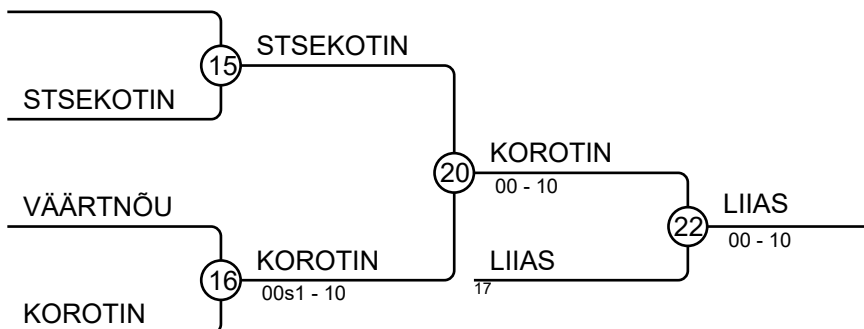 15
STSEKOTIN
STSEKOTIN
20
KOROTIN
00 - 10
VÄÄRTNÕU
22
LIIAS
00 - 10
16
KOROTIN
00s1 - 10
LIIAS
17
KOROTIN